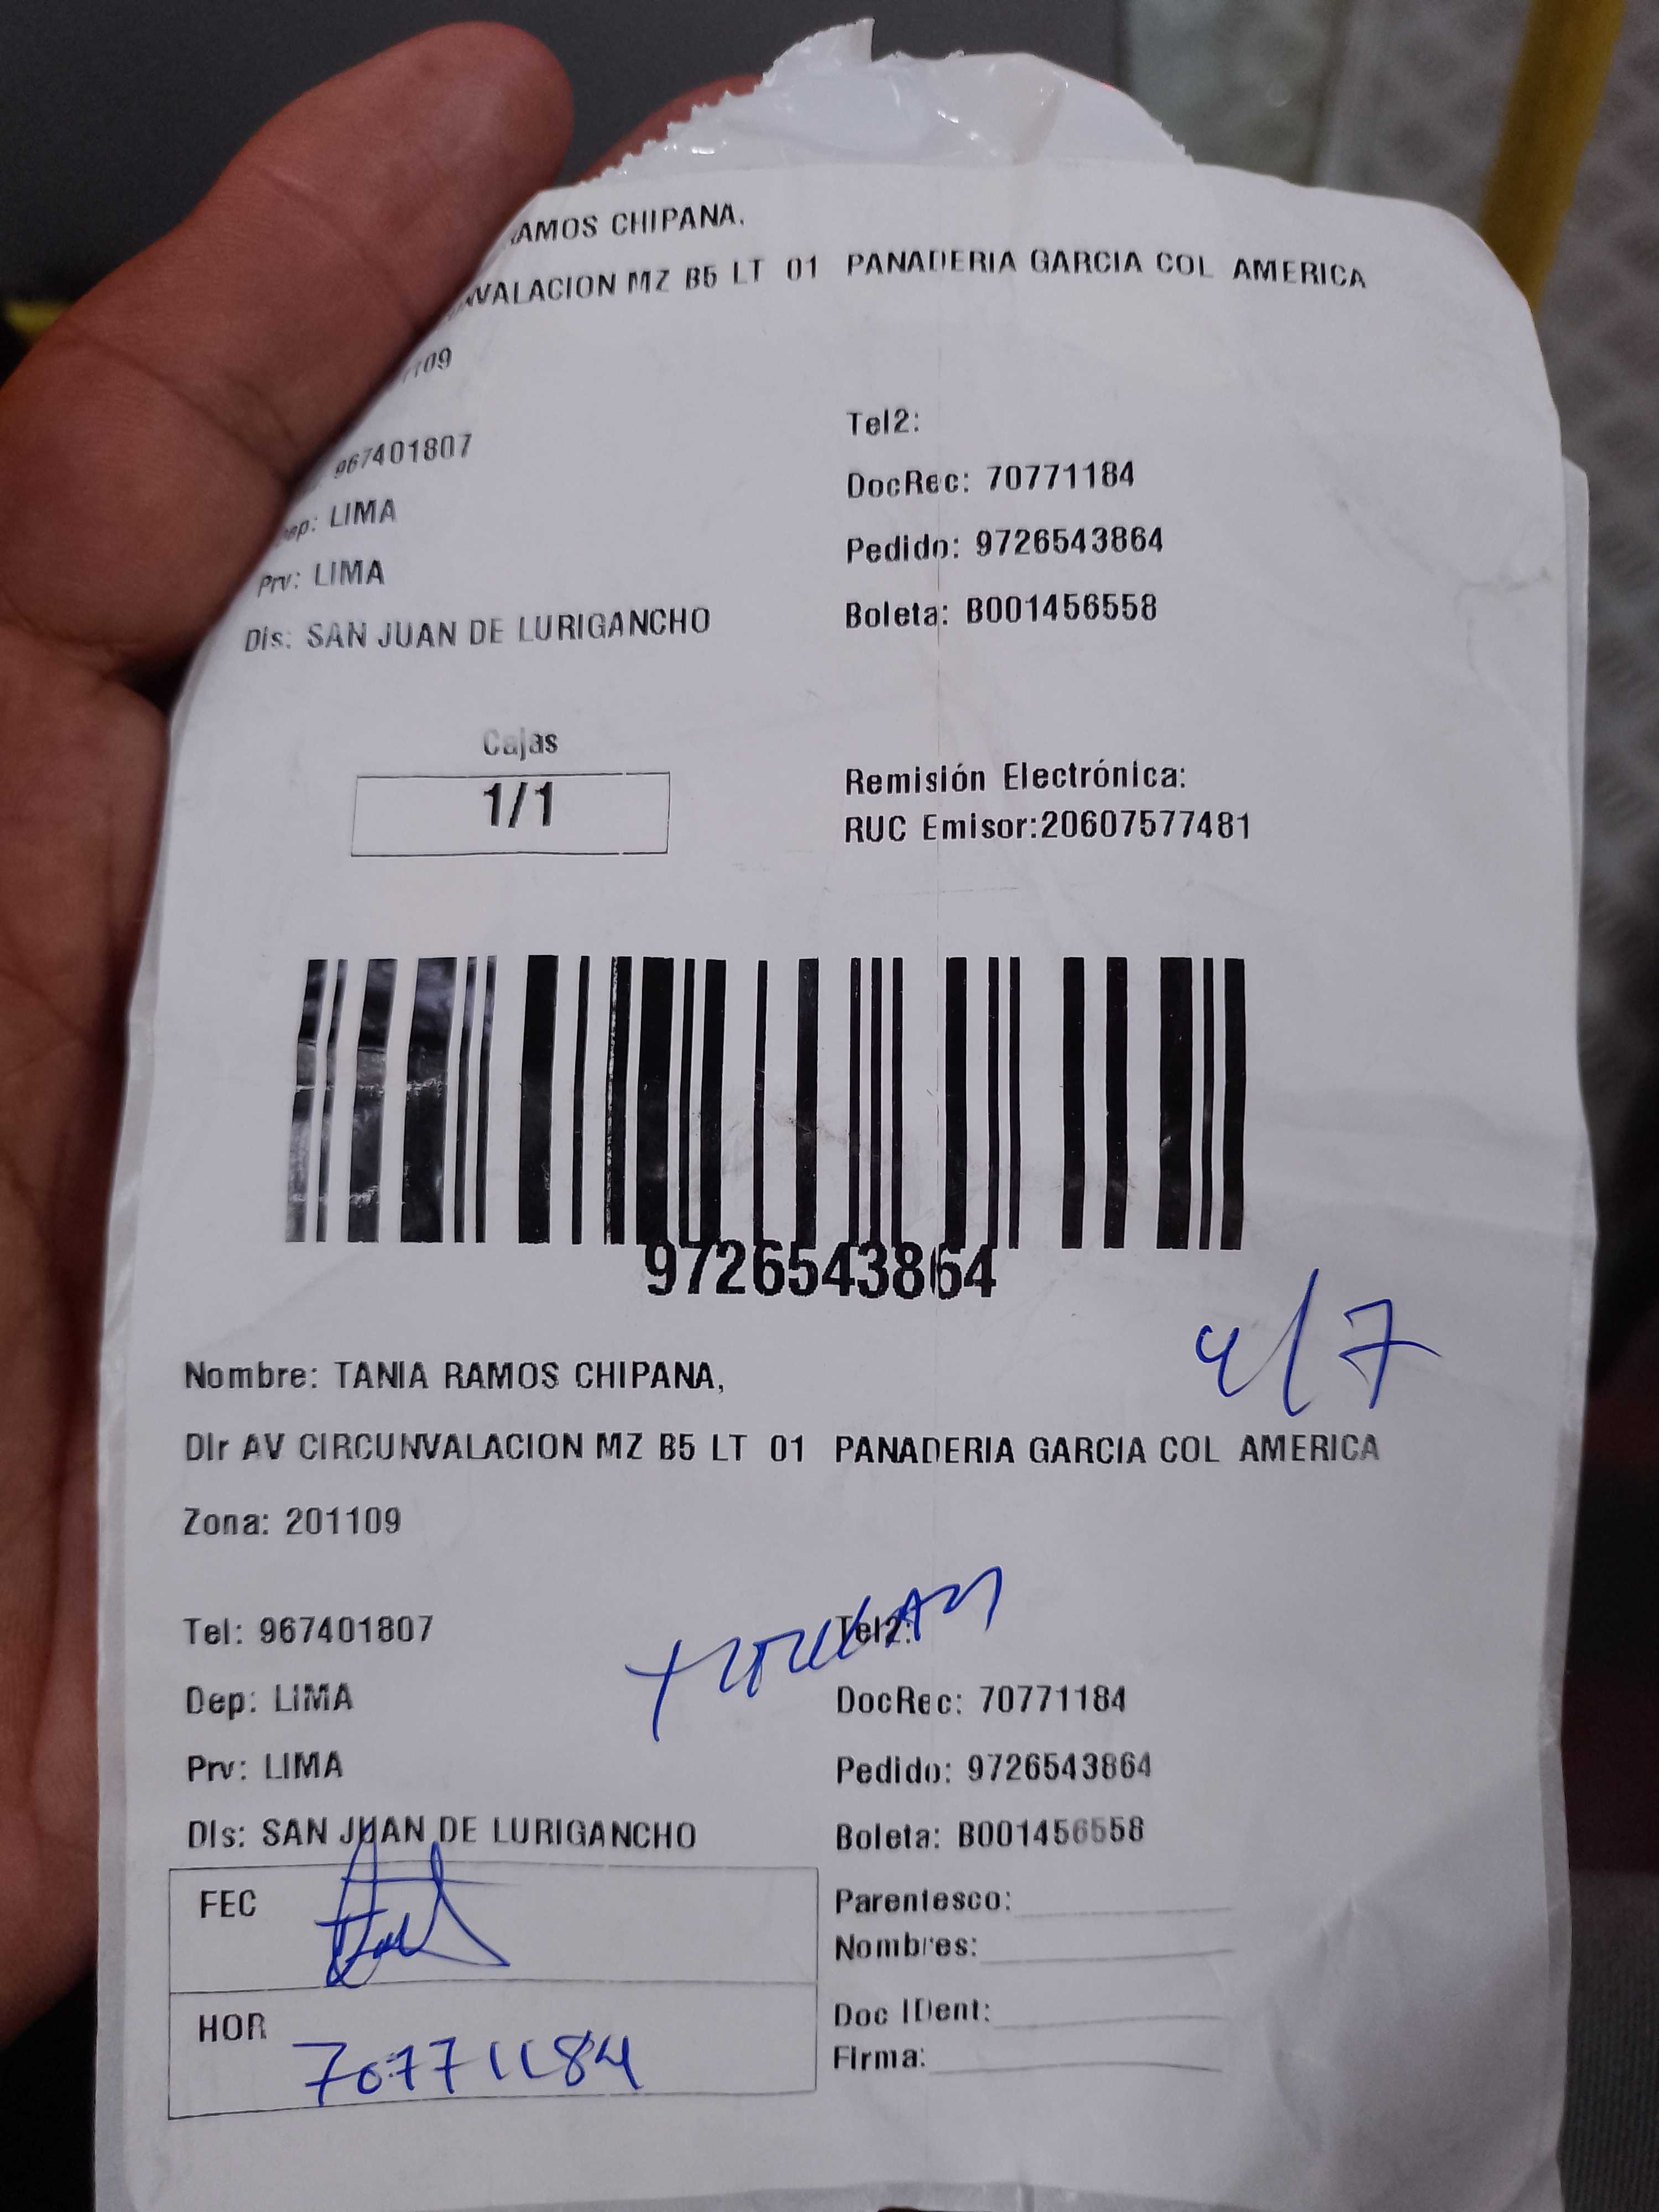 RAMOS CHIPANA,
MZ B5 LT 01 PANADERIA GARCIA COL AMERICA
967401807
Tel2:
DocRec: 70771184
Dep: LIMA
Pedido: 9726543864
Prv: LIMA
Boleta: B001456558
Dis: SAN JUAN DE LURIGANCHO
Cajas
1/1
Remisión Electrónica:
RUC Emisor:20607577481
9726543864
4/7
Nombre: TANIA RAMOS CHIPANA,
Dir AV CIRCUNVALACION MZ B5 LT 01 PANADERIA GARCIA COL AMERICA
Zona: 201109
Tel: 967401807
Tel2:
Dep: LIMA
DocRec: 70771184
Prv: LIMA
Pedido: 9726543864
Dis: SAN JUAN DE LURIGANCHO
Boleta: B001456558
FEC
Parentesco:
Nombres:
HOR
70771184
Doc IDent:
Firma: